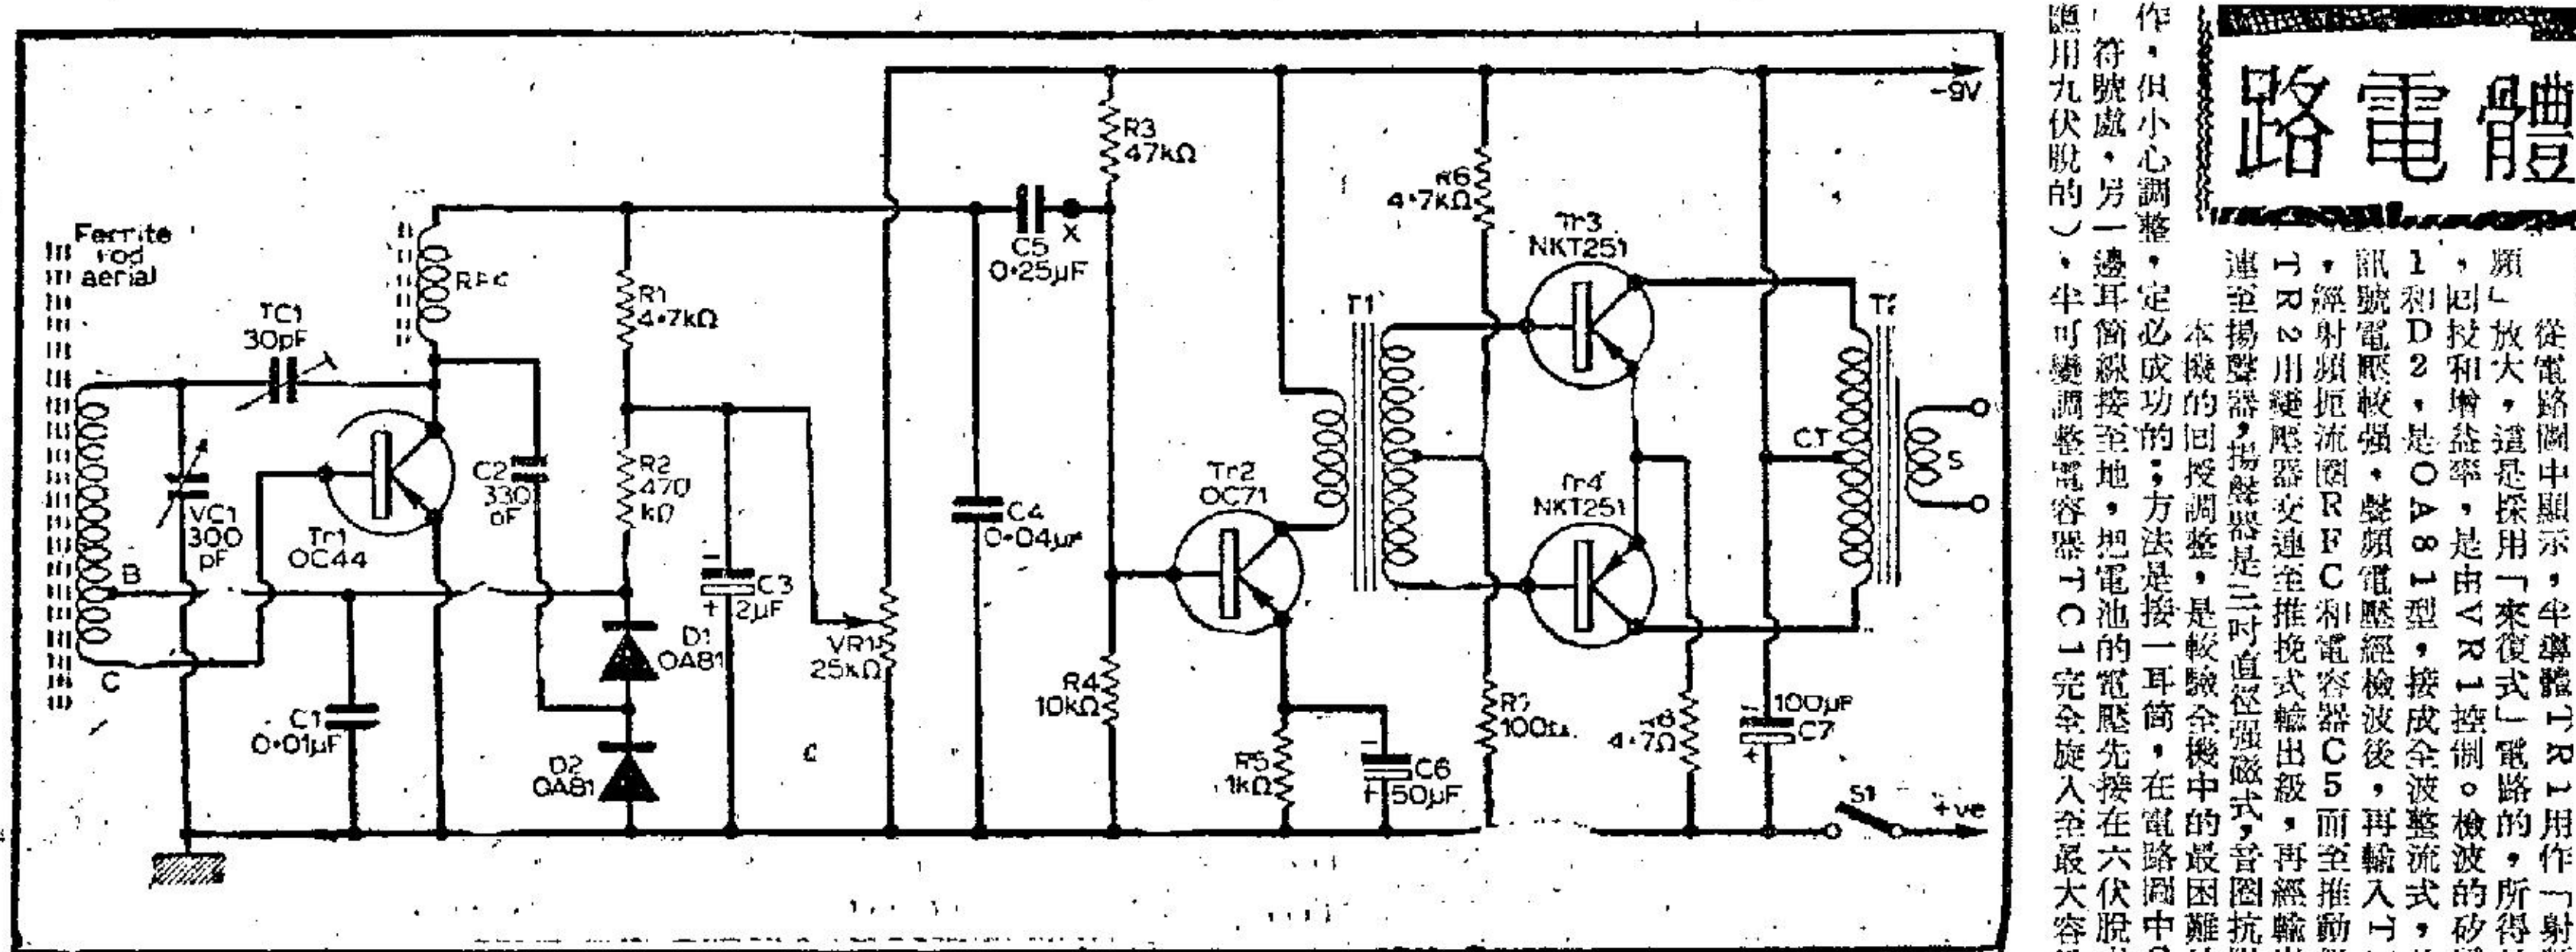 路電體
從電路圖中顯示，半導體TR1用作「射
頻」放大，這是採用「來復式」電路的，所得
，回授和增益率，是由VR1控制。檢波的矽
1和D2，是OA81型，接成全波整流式，
訊號電壓較强，聲頻電壓經檢波後，再輸入T
，經射頻扼流圈RFC和電容器C5而至推動
TR2用變壓器交連至推挽式輸出級，再經輸
連至揚聲器，揚聲器是三吋直徑强磁式，音圈抗
本機的回授調整，是較驗全機中的最困難
作，但小心調整，定必成功的；方法是接一耳筒，在電路圖中
符號處，另一邊耳筒線接至地，把電池的電壓先接在六伏脫
應用九伏脫的），半可變調整電容器TC1完全旋入至最大容
Ferrite
rod
aerial
TC1
30pF
VC1
300
pF
B
C
Tr1
OC44
C1
0·01µF
C2
330
pF
R1
4·7kΩ
R2
470
kΩ
D1
OA81
D2
OA81
C3
2µF
+
VR1
25kΩ
C4
0·04µF
C5
0·25µF
X
R3
47kΩ
R4
10kΩ
Tr2
OC71
R5
1kΩ
C6
50µF
+
T1
R6
4·7kΩ
R7
100Ω
Tr3
NKT251
Tr4
NKT251
4·7Ω
CT
100µF
C7
+
S
S1
-9V
+ve